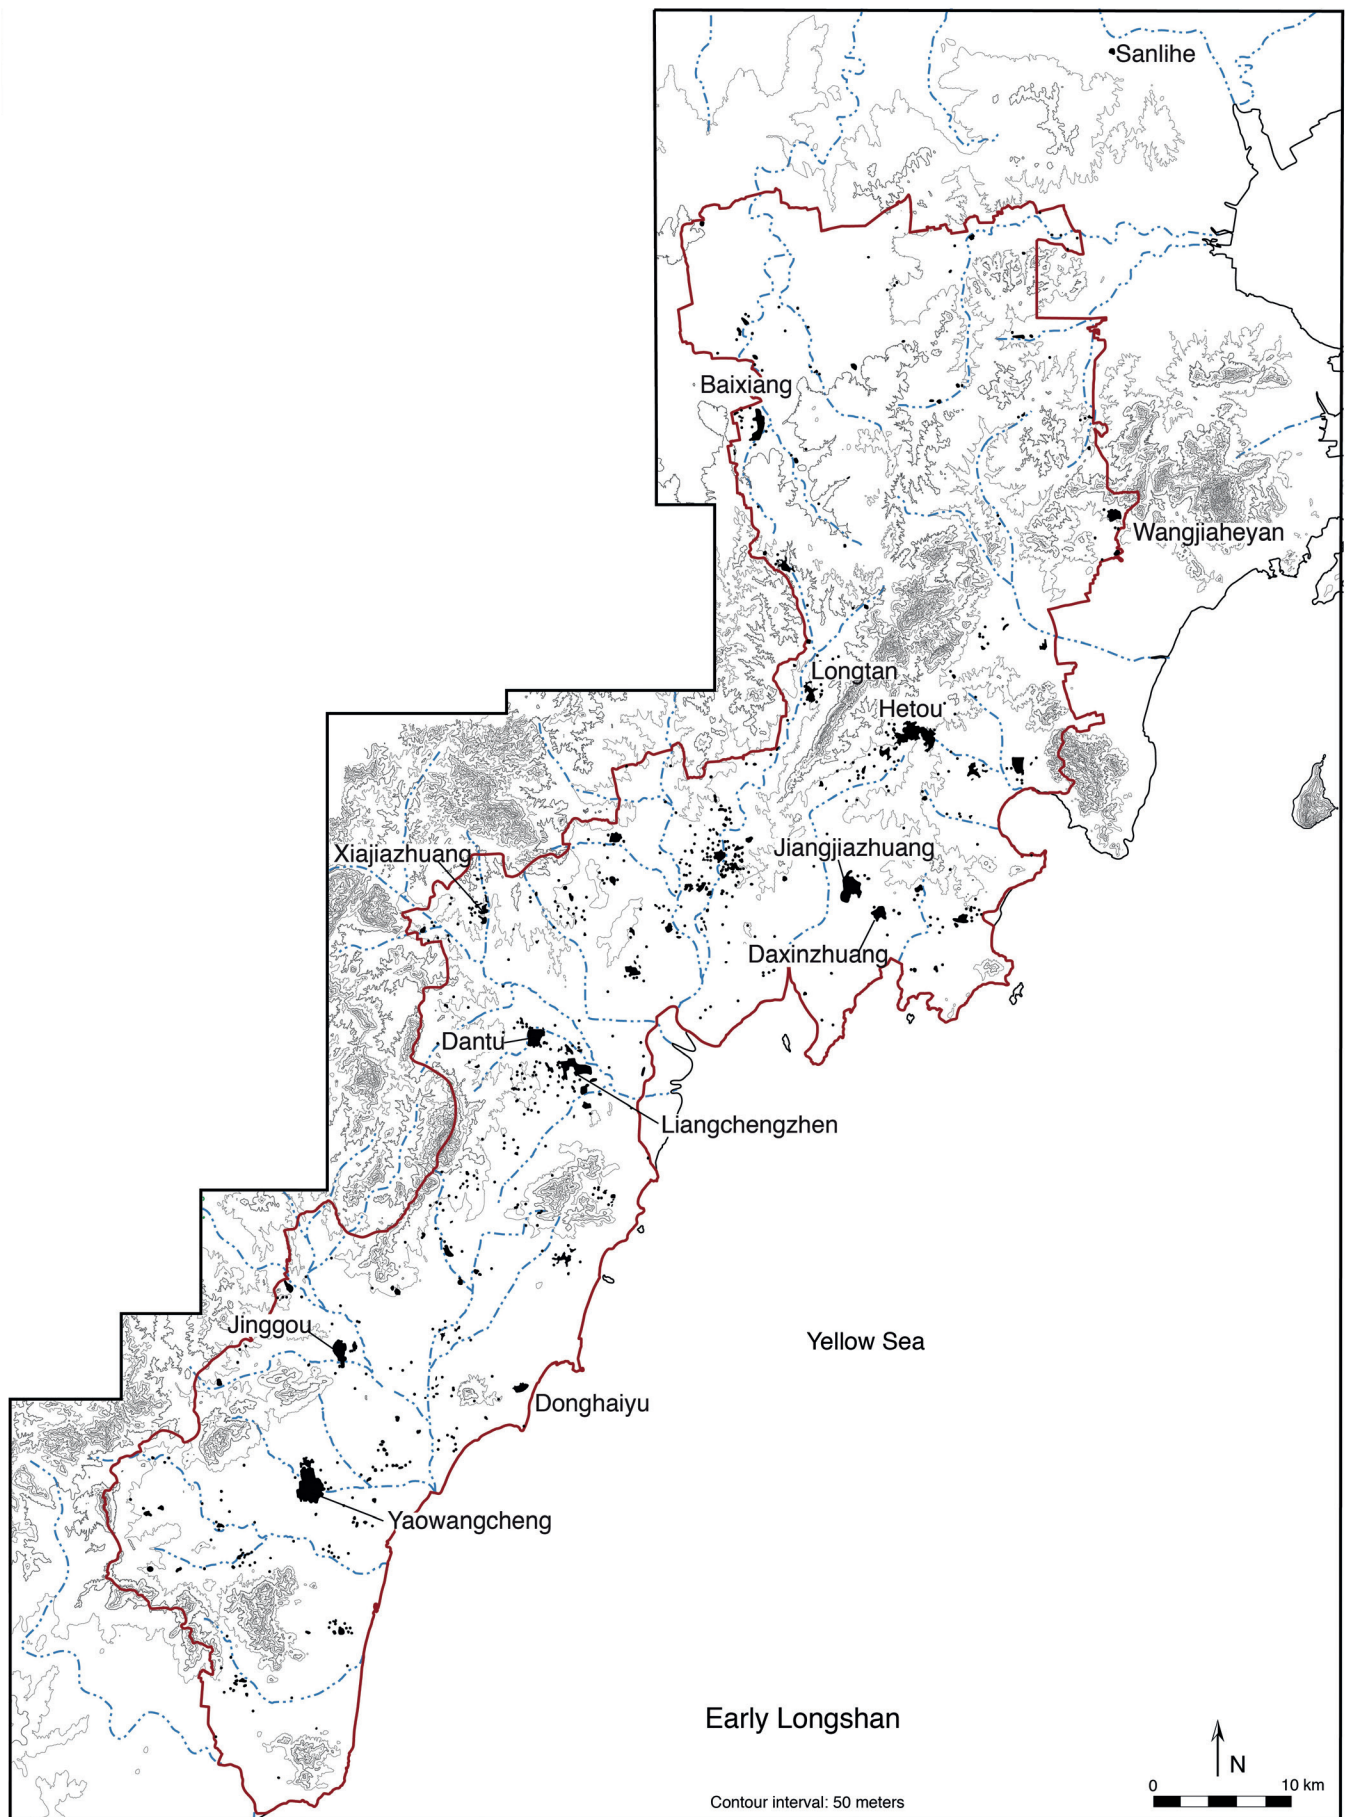 Sanlihe
Baixiang
Wangjiaheyan
Longtan
Hetou
Xiajiazhuang
Jiangjiazhuang
Daxinzhuang
Dantu
Liangchengzhen
Jinggou
Yellow Sea
Donghaiyu
Yaowangcheng
Early Longshan
N
0 10 km
Contour interval: 50 meters